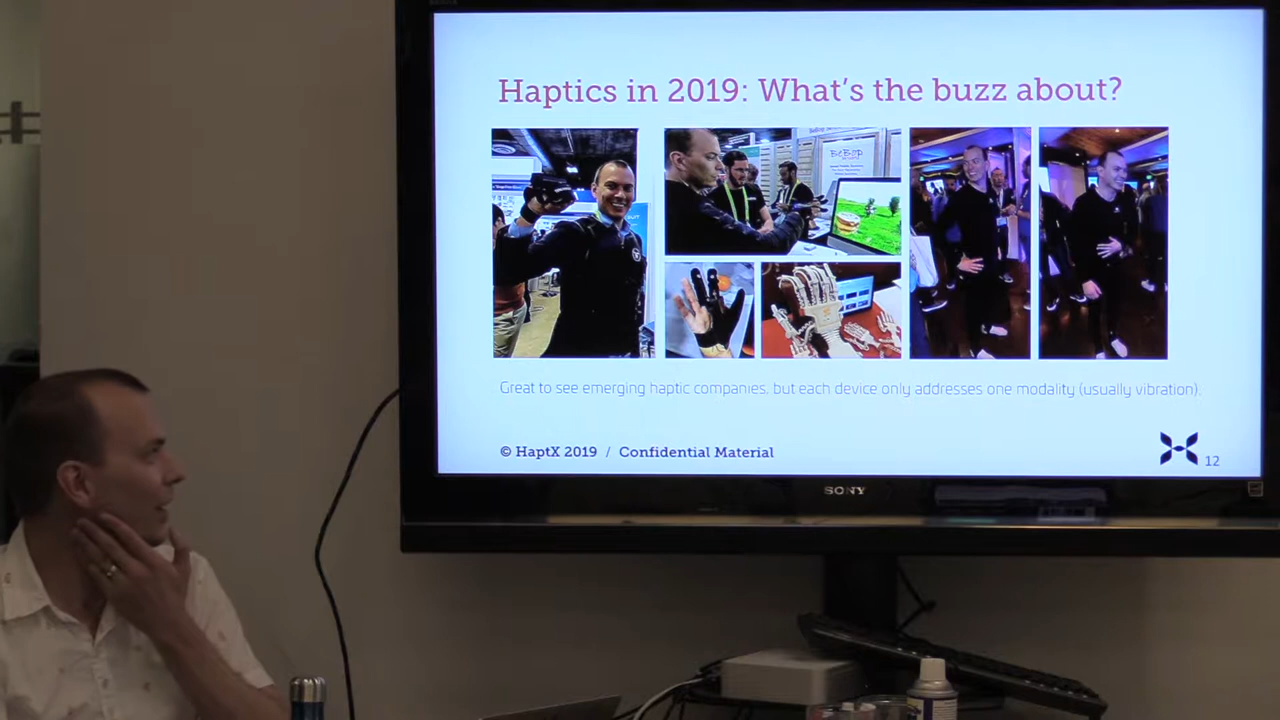 Haptics in 2019: What's the buzz about?
BeBop
Great to see emerging haptic companies, but each device only addresses one modality (usually vibration).
© HaptX 2019 / Confidential Material
12
SONY